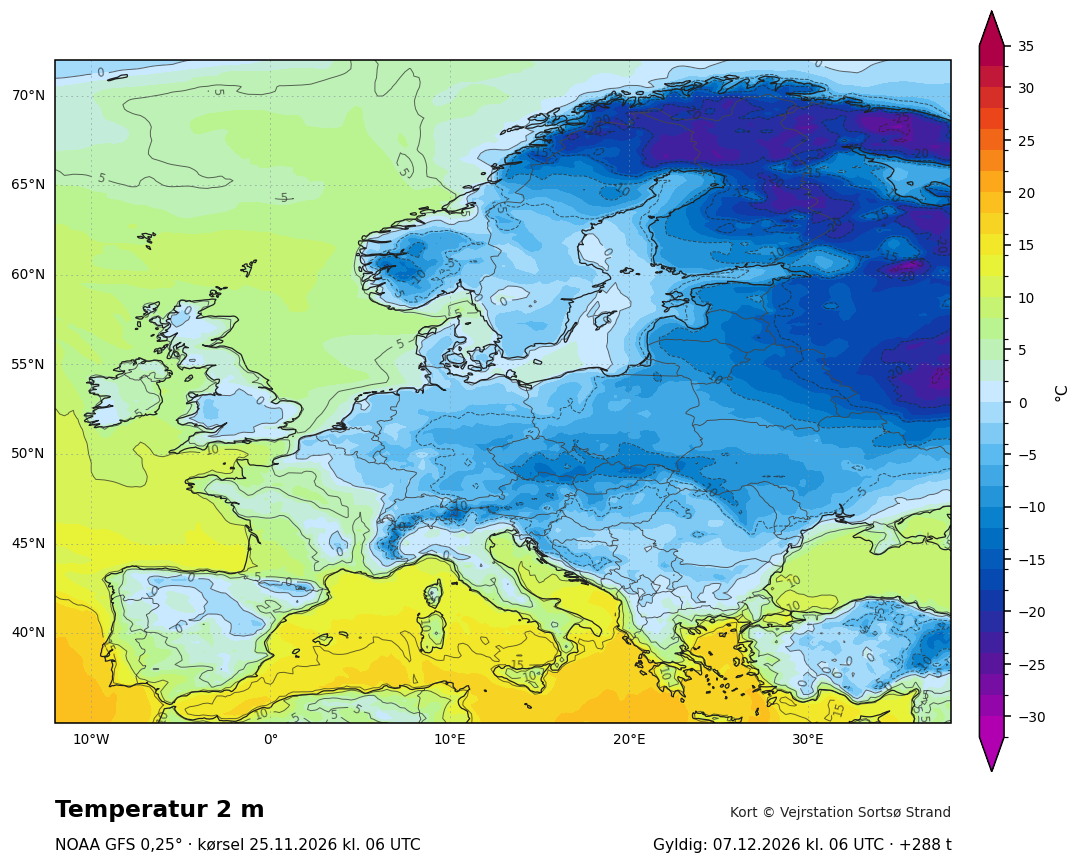 70°N
65°N
60°N
55°N
50°N
45°N
40°N
10°W
0°
10°E
20°E
30°E
35
30
25
20
15
10
5
0
−5
−10
−15
−20
−25
−30
°C
Temperatur 2 m
Kort © Vejrstation Sortsø Strand
NOAA GFS 0,25° · kørsel 25.11.2026 kl. 06 UTC
Gyldig: 07.12.2026 kl. 06 UTC · +288 t